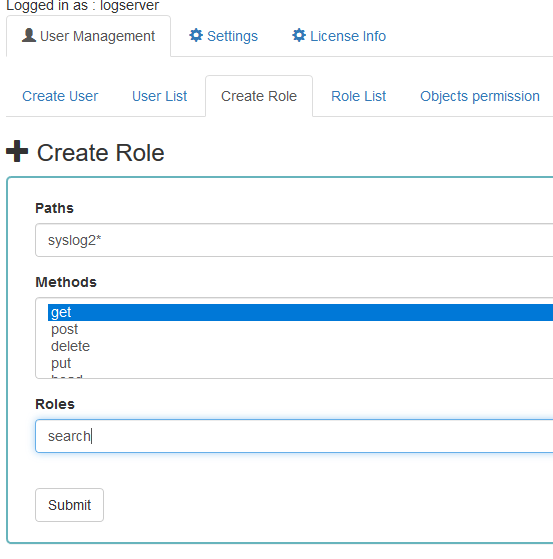 Logged in as : logserver
User Management Settings License Info
Create User User List Create Role Role List Objects permission
Create Role
Paths
syslog2*
Methods
get
post
delete
put
Roles
search
Submit